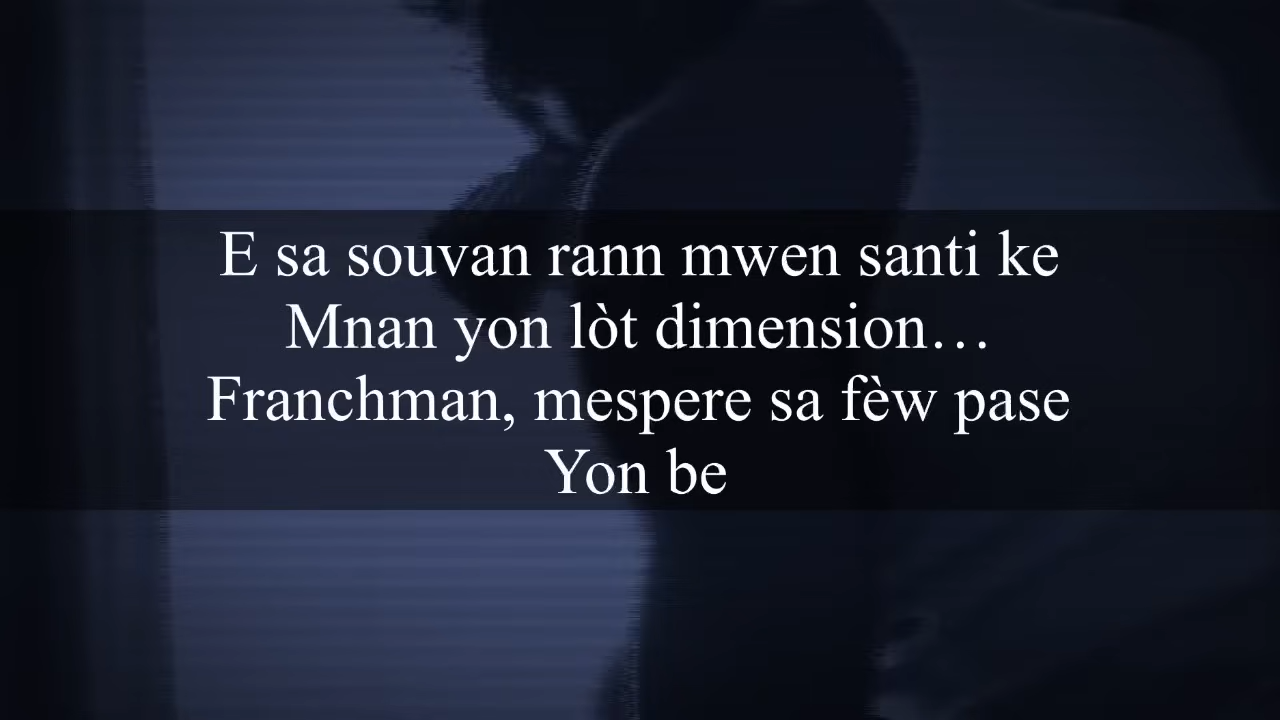 E sa souvan rann mwen santi ke
Mnan yon lòt dimension…
Franchman, mespere sa fèw pase
Yon be